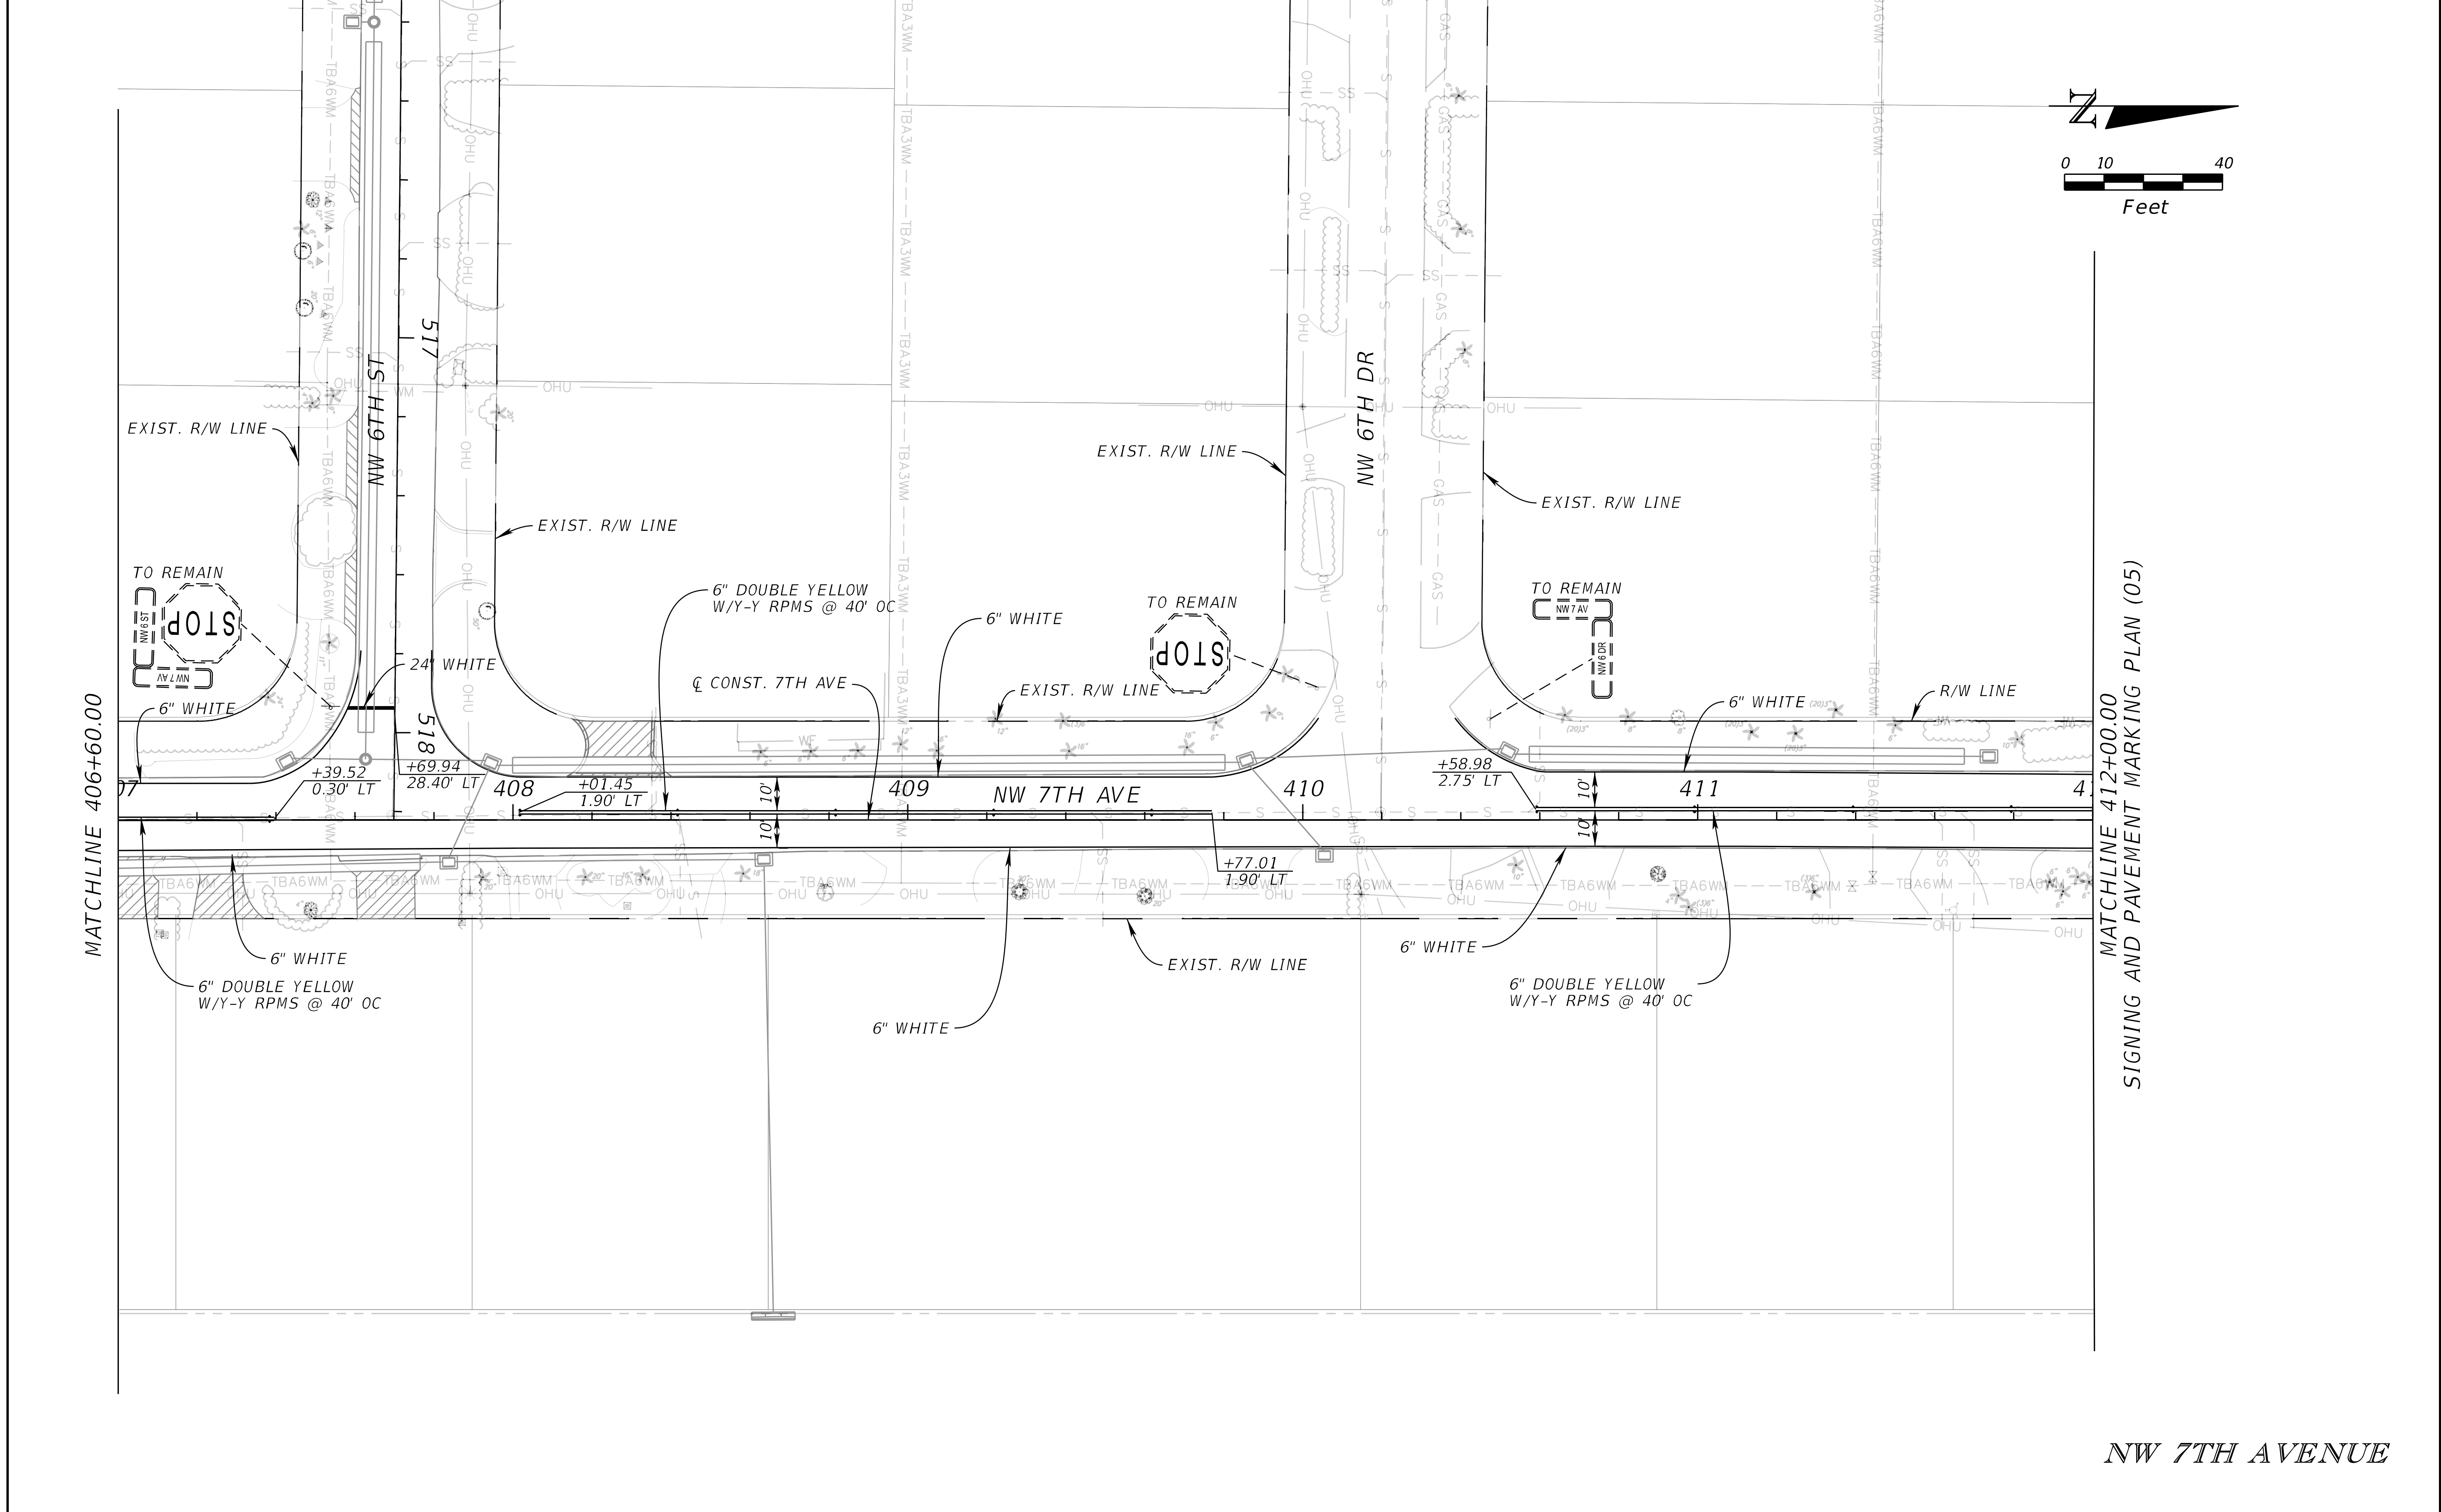 N
0 10 40
Feet
517
NW 6TH ST
NW 6TH DR
EXIST. R/W LINE
EXIST. R/W LINE
EXIST. R/W LINE
EXIST. R/W LINE
TO REMAIN
STOP
NW 6 ST
NW 7 AV
6" WHITE
24" WHITE
6" DOUBLE YELLOW
W/Y-Y RPMS @ 40' OC
6" WHITE
℄ CONST. 7TH AVE
EXIST. R/W LINE
TO REMAIN
STOP
TO REMAIN
NW 7 AV
NW 6 DR
6" WHITE
R/W LINE
518
+39.52
0.30' LT
+69.94
28.40' LT
408
+01.45
1.90' LT
10'
10'
409
NW 7TH AVE
410
+77.01
1.90' LT
+58.98
2.75' LT
10'
10'
411
6" WHITE
6" DOUBLE YELLOW
W/Y-Y RPMS @ 40' OC
6" WHITE
EXIST. R/W LINE
6" WHITE
6" DOUBLE YELLOW
W/Y-Y RPMS @ 40' OC
MATCHLINE 406+60.00
MATCHLINE 412+00.00
SIGNING AND PAVEMENT MARKING PLAN (05)
TBA6WM
TBA3WM
OHU
GAS
SS
S
WM
WF
NW 7TH AVENUE